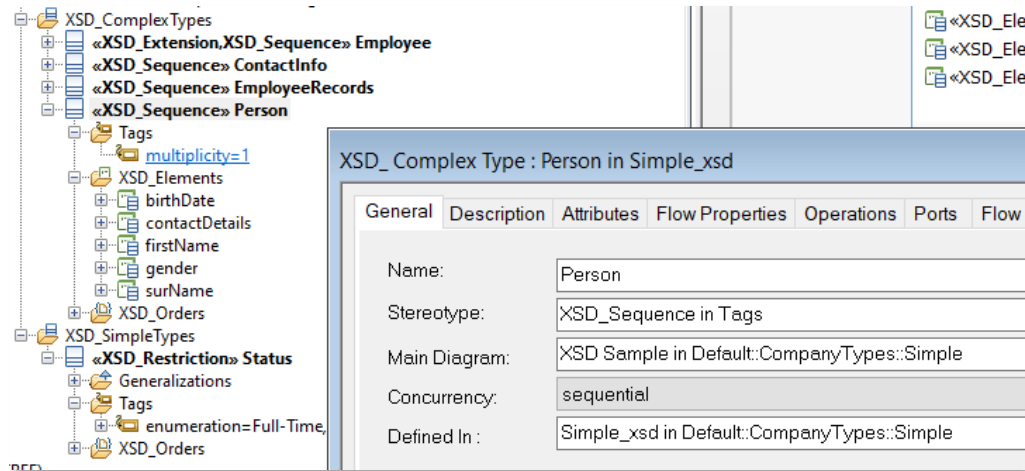 XSD_ComplexTypes
«XSD_Extension,XSD_Sequence» Employee
«XSD_Sequence» ContactInfo
«XSD_Sequence» EmployeeRecords
«XSD_Sequence» Person
Tags
multiplicity=1
XSD_Elements
birthDate
contactDetails
firstName
gender
surName
XSD_Orders
XSD_SimpleTypes
«XSD_Restriction» Status
Generalizations
Tags
enumeration=Full-Time,
XSD_Orders
«XSD_Ele
«XSD_Ele
«XSD_Ele
XSD_ Complex Type : Person in Simple_xsd
General Description Attributes Flow Properties Operations Ports Flow
Name: Person
Stereotype: XSD_Sequence in Tags
Main Diagram: XSD Sample in Default::CompanyTypes::Simple
Concurrency: sequential
Defined In : Simple_xsd in Default::CompanyTypes::Simple